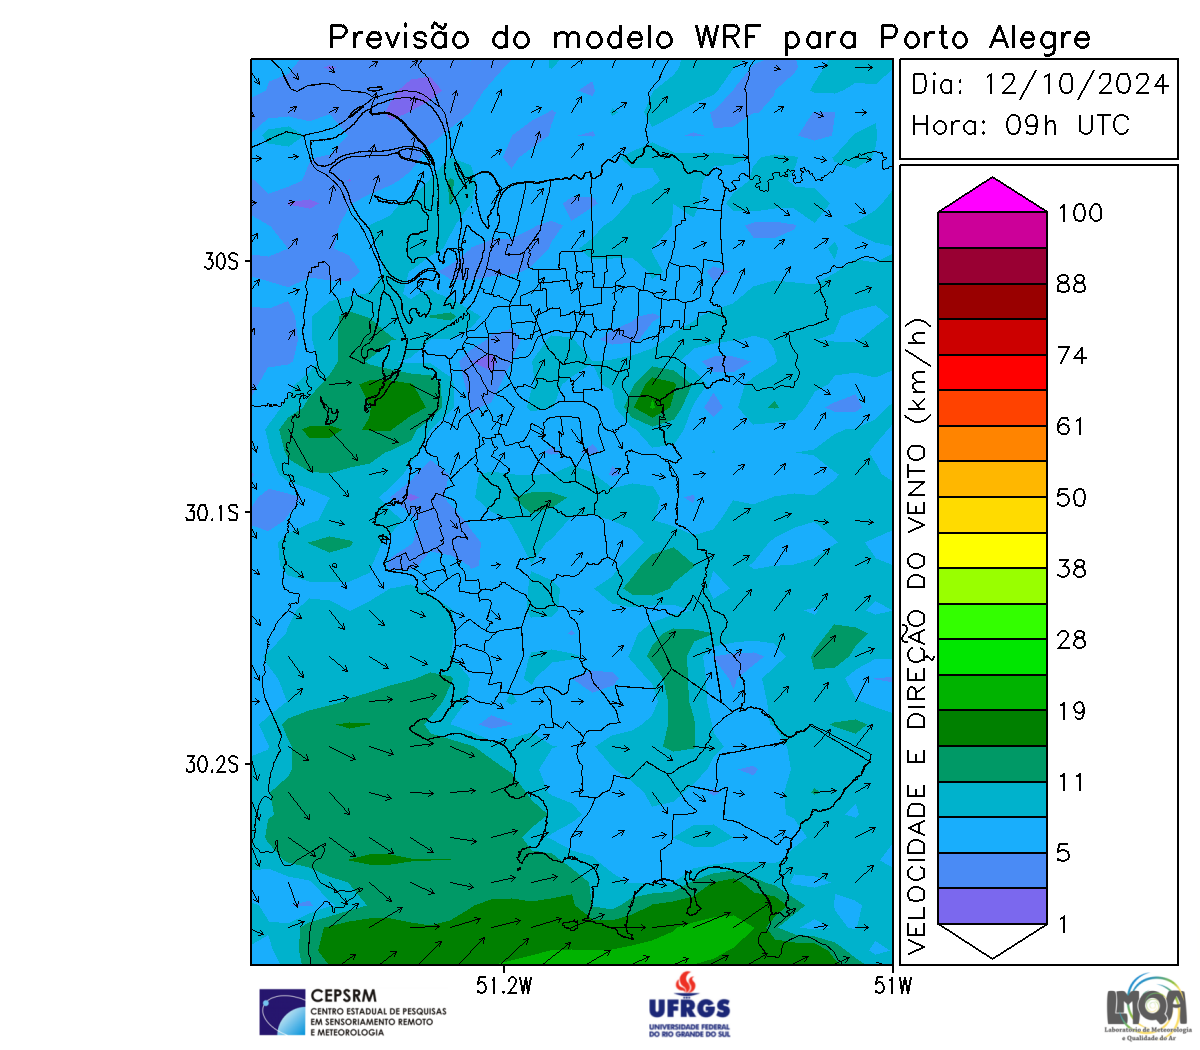 Previsão do modelo WRF para Porto Alegre
Dia: 12/10/2024
Hora: 09h UTC
VELOCIDADE E DIREÇÃO DO VENTO (km/h)
100
88
74
61
50
38
28
19
11
5
1
30S
30.1S
30.2S
51.2W
51W
CEPSRM
CENTRO ESTADUAL DE PESQUISAS
EM SENSORIAMENTO REMOTO
E METEOROLOGIA
UFRGS
UNIVERSIDADE FEDERAL
DO RIO GRANDE DO SUL
LMQA
Laboratório de Meteorologia
e Qualidade do Ar